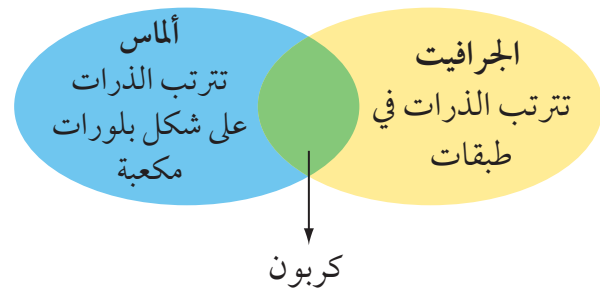 الجرافيت
تترتب الذرات في
طبقات
ألماس
تترتب الذرات
على شكل بلورات
مكعبة
كربون